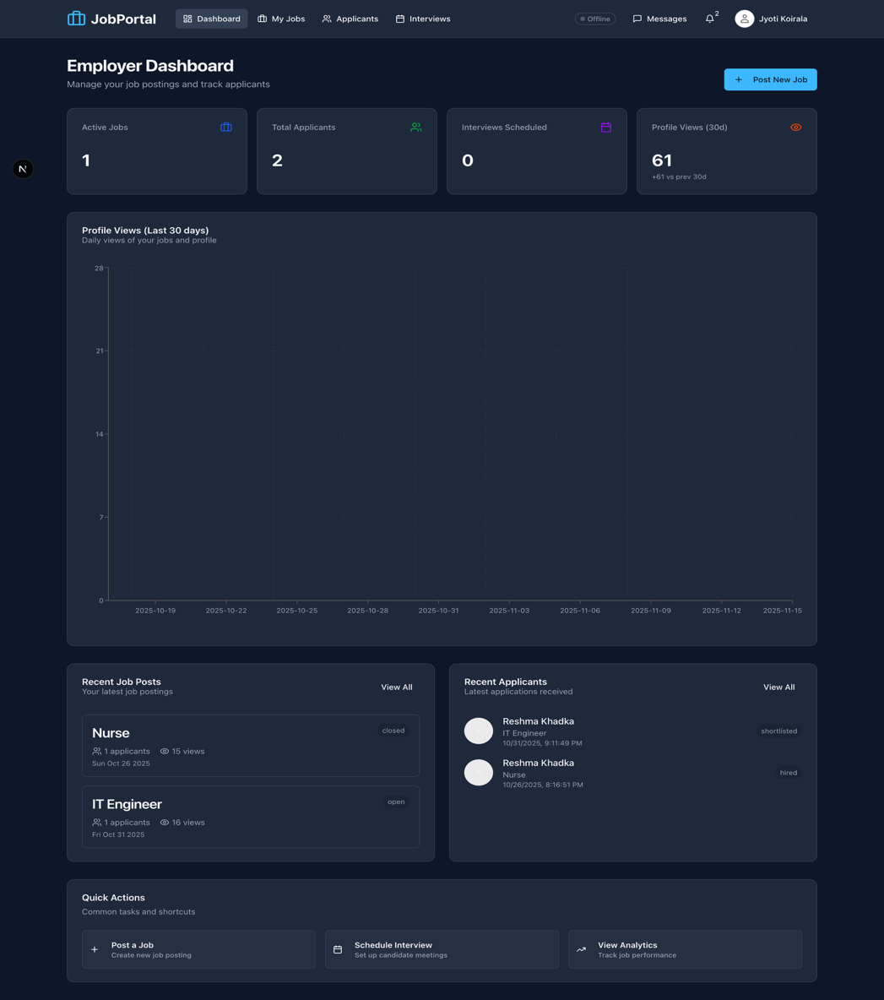 JobPortal
Dashboard
My Jobs
Applicants
Interviews
Offline
Messages
2
Jyoti Koirala
Employer Dashboard
Manage your job postings and track applicants
Post New Job
Active Jobs
1
Total Applicants
2
Interviews Scheduled
0
Profile Views (30d)
61
+61 vs prev 30d
N
Profile Views (Last 30 days)
Daily views of your jobs and profile
28
21
14
7
0
2025-10-19
2025-10-22
2025-10-25
2025-10-28
2025-10-31
2025-11-03
2025-11-06
2025-11-09
2025-11-12
2025-11-15
Recent Job Posts
Your latest job postings
View All
Nurse
closed
1 applicants
15 views
Sun Oct 26 2025
IT Engineer
open
1 applicants
16 views
Fri Oct 31 2025
Recent Applicants
Latest applications received
View All
Reshma Khadka
IT Engineer
10/31/2025, 9:11:49 PM
shortlisted
Reshma Khadka
Nurse
10/26/2025, 8:16:51 PM
hired
Quick Actions
Common tasks and shortcuts
Post a Job
Create new job posting
Schedule Interview
Set up candidate meetings
View Analytics
Track job performance